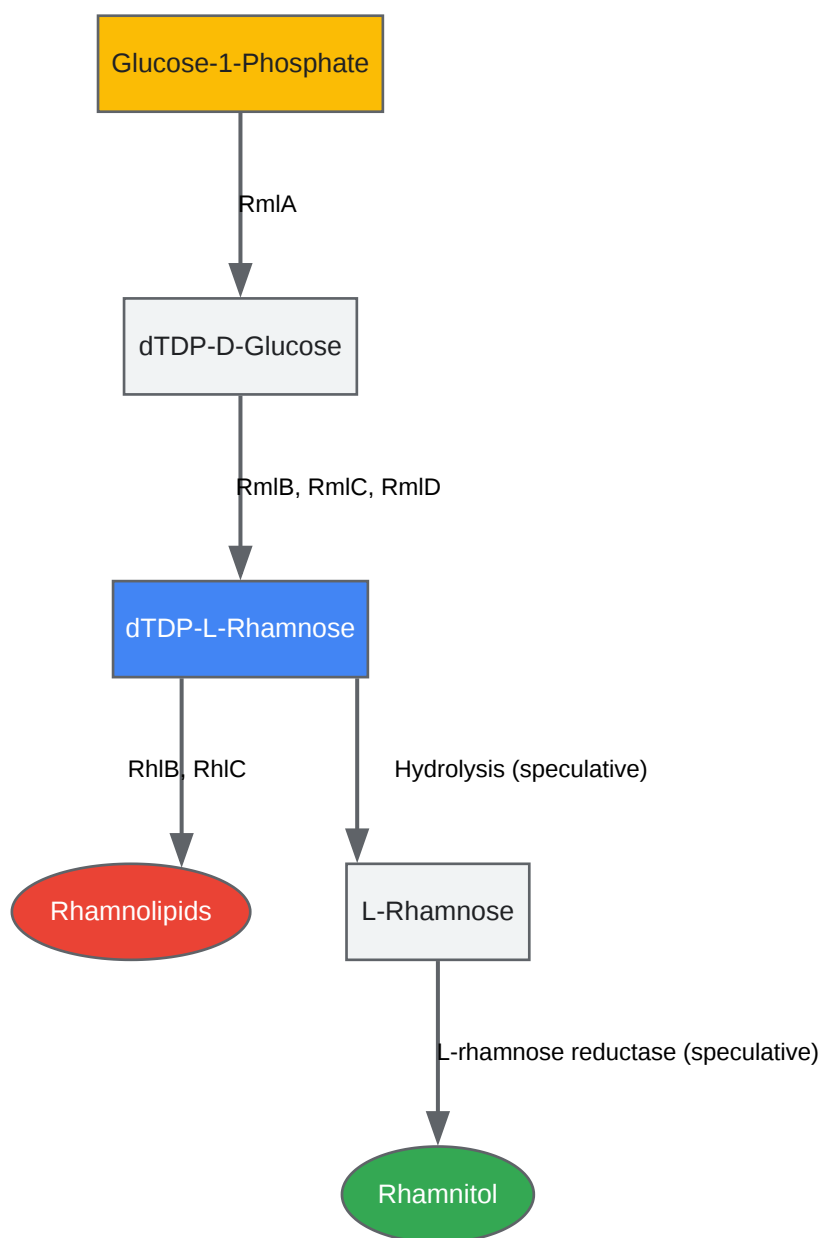 Glucose-1-Phosphate
RmlA
dTDP-D-Glucose
RmlB, RmlC, RmlD
dTDP-L-Rhamnose
RhlB, RhlC
Hydrolysis (speculative)
Rhamnolipids
L-Rhamnose
L-rhamnose reductase (speculative)
Rhamnitol